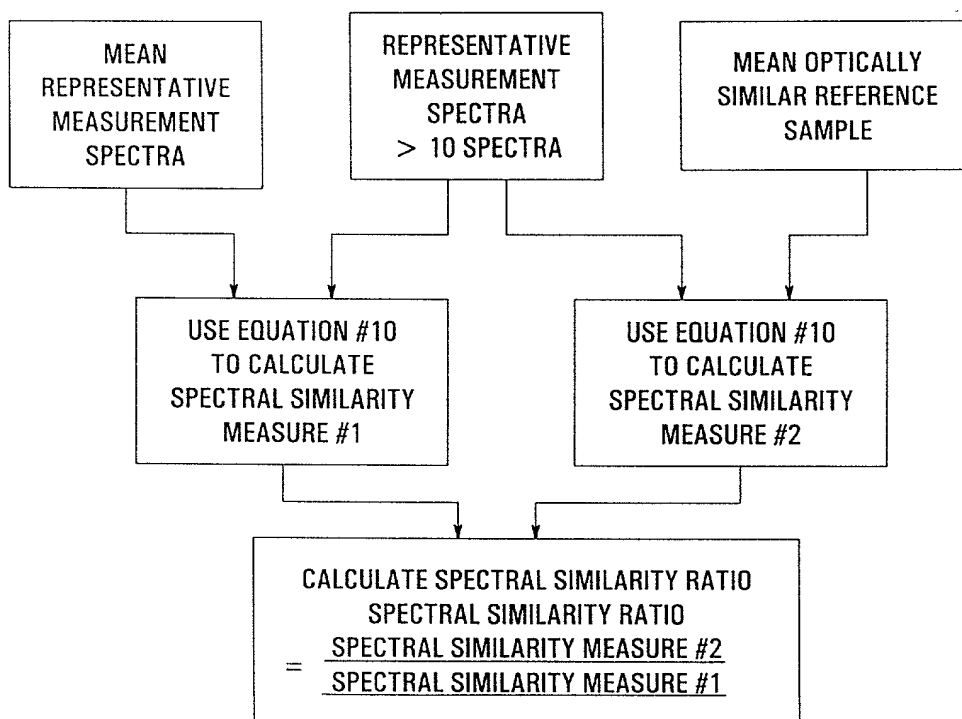 MEAN
REPRESENTATIVE
MEASUREMENT
SPECTRA
REPRESENTATIVE
MEASUREMENT
SPECTRA
> 10 SPECTRA
MEAN OPTICALLY
SIMILAR REFERENCE
SAMPLE
USE EQUATION #10
TO CALCULATE
SPECTRAL SIMILARITY
MEASURE #1
USE EQUATION #10
TO CALCULATE
SPECTRAL SIMILARITY
MEASURE #2
CALCULATE SPECTRAL SIMILARITY RATIO
SPECTRAL SIMILARITY RATIO
= SPECTRAL SIMILARITY MEASURE #2
SPECTRAL SIMILARITY MEASURE #1